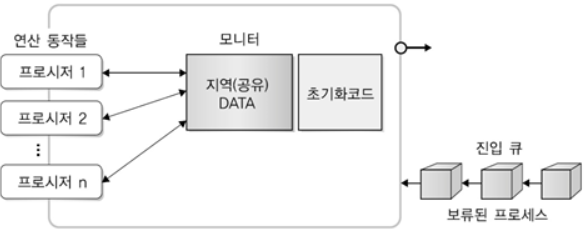 연산 동작들
모니터
프로시저 1
프로시저 2
⋮
프로시저 n
지역(공유)
DATA
초기화코드
진입 큐
보류된 프로세스